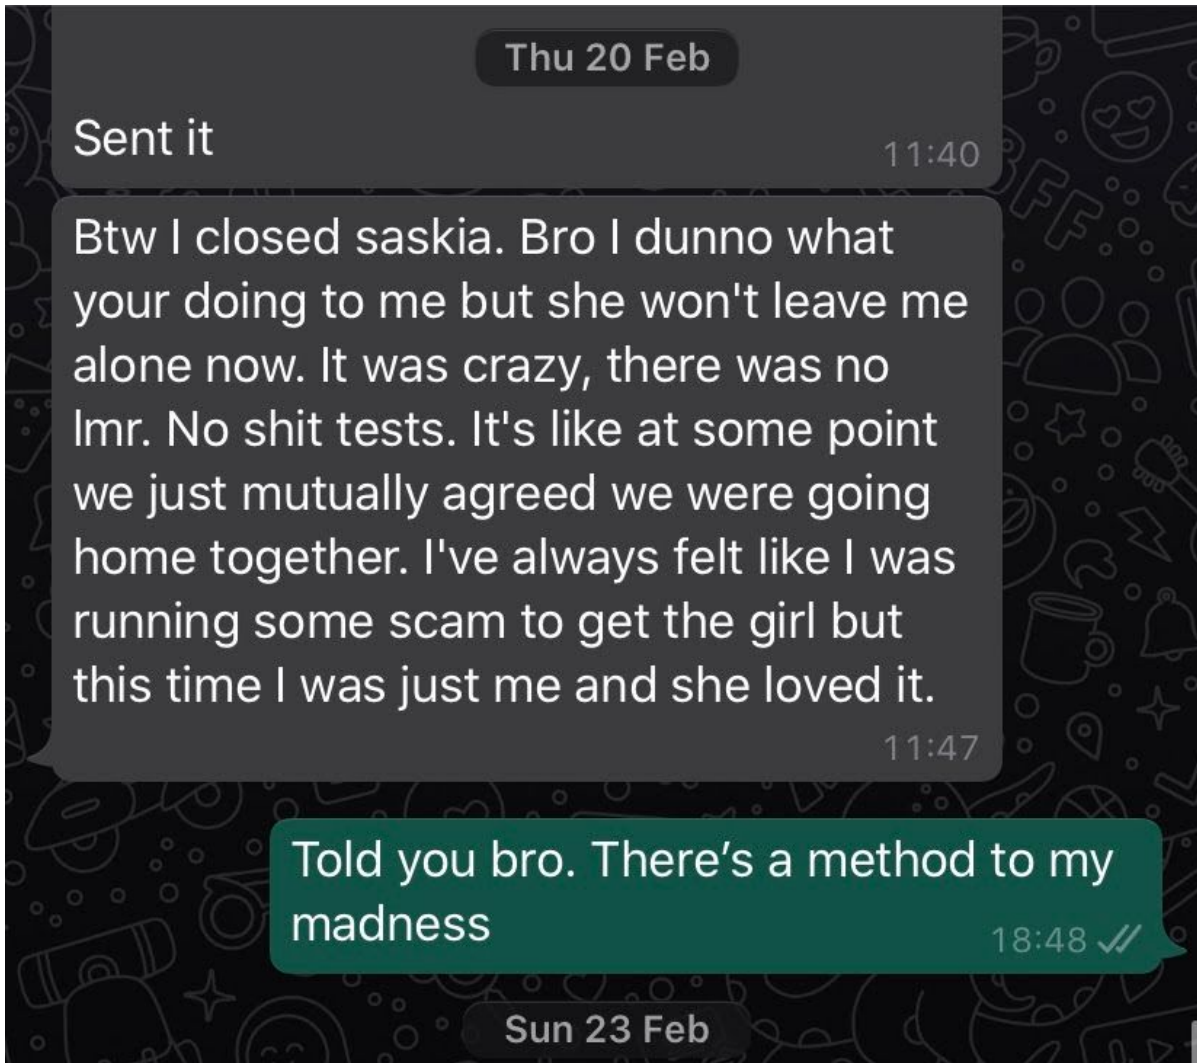 Thu 20 Feb
Sent it
11:40
Btw I closed saskia. Bro I dunno what
your doing to me but she won't leave me
alone now. It was crazy, there was no
lmr. No shit tests. It's like at some point
we just mutually agreed we were going
home together. I've always felt like I was
running some scam to get the girl but
this time I was just me and she loved it.
11:47
Told you bro. There’s a method to my
madness
18:48
Sun 23 Feb
BFF